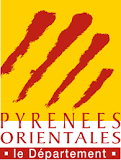 PYRENEES
ORIENTALES
▪ le Département ▪